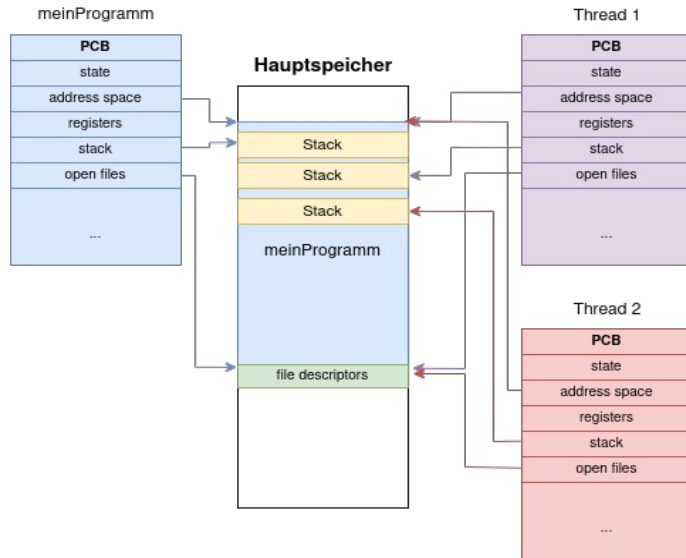 meinProgramm
PCB
state
address space
registers
stack
open files
...
Hauptspeicher
Stack
Stack
Stack
meinProgramm
file descriptors
Thread 1
PCB
state
address space
registers
stack
open files
...
Thread 2
PCB
state
address space
registers
stack
open files
...